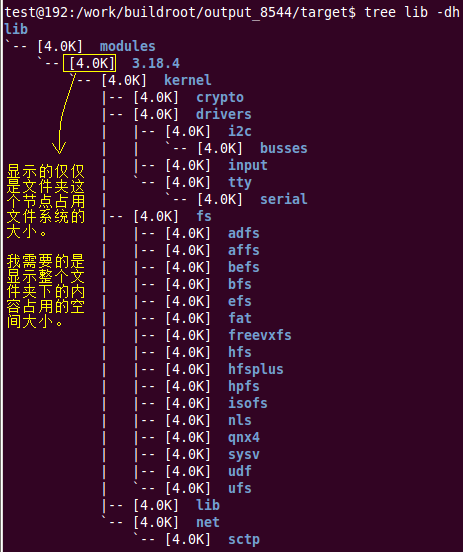 test@192:/work/buildroot/output_8544/target$ tree lib -dh
lib
`-- [4.0K]  modules
    `-- [4.0K]  3.18.4
        `-- [4.0K]  kernel
            |-- [4.0K]  crypto
            |-- [4.0K]  drivers
            |   |-- [4.0K]  i2c
            |   |   `-- [4.0K]  busses
            |   |-- [4.0K]  input
            |   `-- [4.0K]  tty
            |       `-- [4.0K]  serial
            |-- [4.0K]  fs
            |   |-- [4.0K]  adfs
            |   |-- [4.0K]  affs
            |   |-- [4.0K]  befs
            |   |-- [4.0K]  bfs
            |   |-- [4.0K]  efs
            |   |-- [4.0K]  fat
            |   |-- [4.0K]  freevxfs
            |   |-- [4.0K]  hfs
            |   |-- [4.0K]  hfsplus
            |   |-- [4.0K]  hpfs
            |   |-- [4.0K]  isofs
            |   |-- [4.0K]  nls
            |   |-- [4.0K]  qnx4
            |   |-- [4.0K]  sysv
            |   |-- [4.0K]  udf
            |   `-- [4.0K]  ufs
            |-- [4.0K]  lib
            `-- [4.0K]  net
                `-- [4.0K]  sctp
显示的仅仅
是文件夹这
个节点占用
文件系统的
大小。
我需要的是
显示整个文
件夹下的内
容占用的空
间大小。